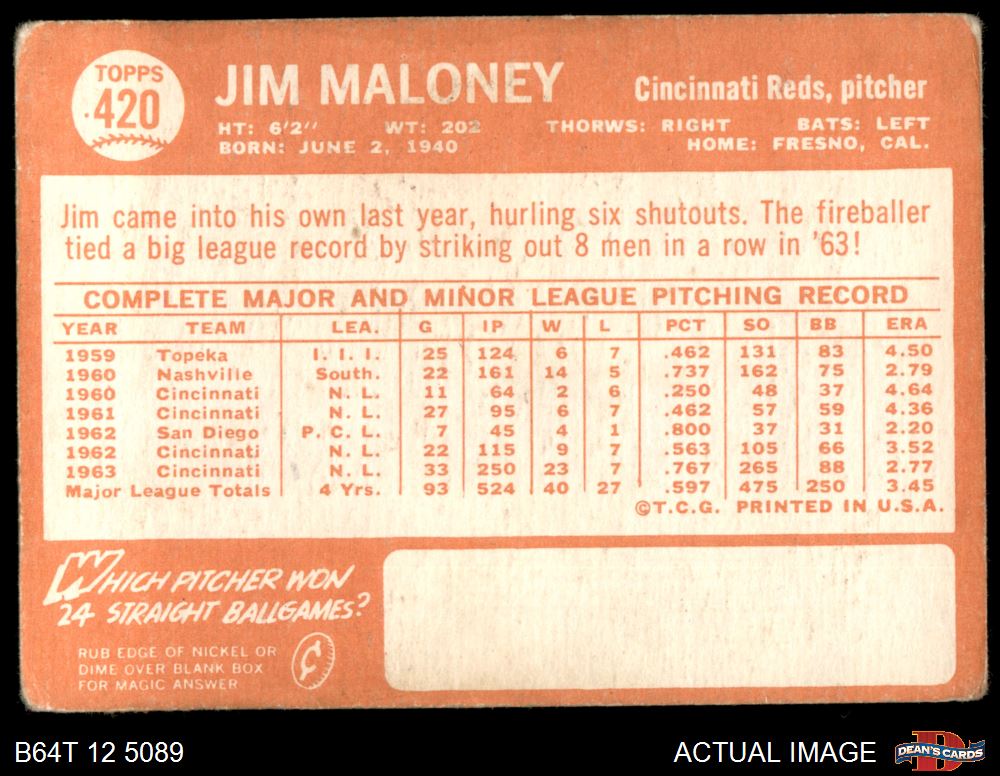 TOPPS
420
JIM MALONEY
Cincinnati Reds, pitcher
HT: 6'2" WT: 202 THORWS: RIGHT BATS: LEFT
BORN: JUNE 2, 1940 HOME: FRESNO, CAL.
Jim came into his own last year, hurling six shutouts. The fireballer
tied a big league record by striking out 8 men in a row in '63!
COMPLETE MAJOR AND MINOR LEAGUE PITCHING RECORD
YEAR TEAM LEA. G IP W L PCT SO BB ERA
1959 Topeka I. I. I. 25 124 6 7 .462 131 83 4.50
1960 Nashville South. 22 161 14 5 .737 162 75 2.79
1960 Cincinnati N. L. 11 64 2 6 .250 48 37 4.64
1961 Cincinnati N. L. 27 95 6 7 .462 57 59 4.36
1962 San Diego P. C. L. 7 45 4 1 .800 37 31 2.20
1962 Cincinnati N. L. 22 115 9 7 .563 105 66 3.52
1963 Cincinnati N. L. 33 250 23 7 .767 265 88 2.77
Major League Totals 4 Yrs. 93 524 40 27 .597 475 250 3.45
©T.C.G. PRINTED IN U.S.A.
WHICH PITCHER WON
24 STRAIGHT BALLGAMES?
RUB EDGE OF NICKEL OR
DIME OVER BLANK BOX
FOR MAGIC ANSWER
¢
B64T 12 5089
ACTUAL IMAGE
D
DEAN'S CARDS